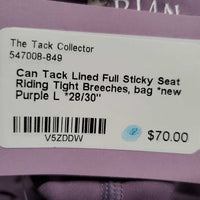 The Tack Collector
547008-849
Can Tack Lined Full Sticky Seat
Riding Tight Breeches, bag *new
Purple L *28/30"
V5ZDDW
$70.00